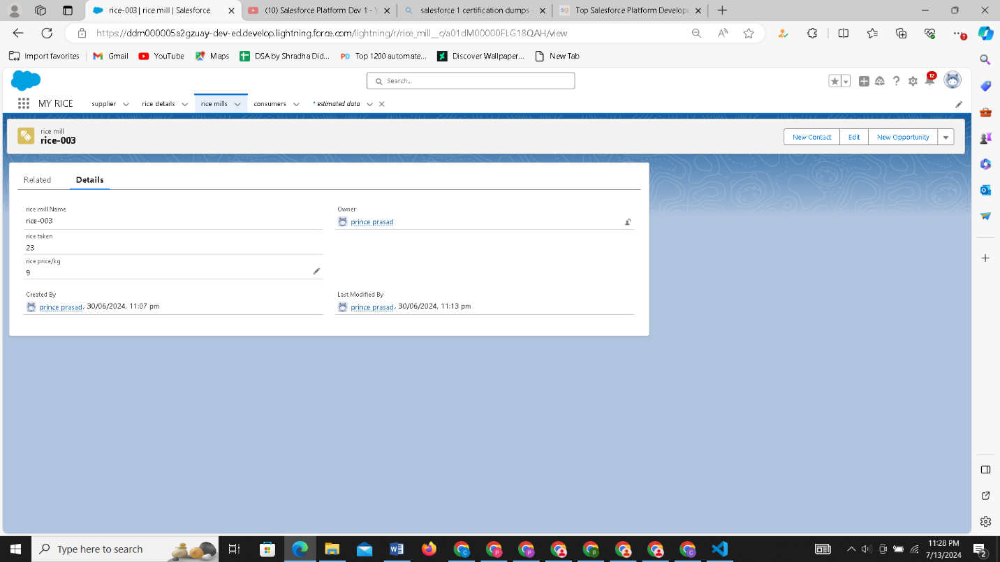 rice-003 | rice mill | Salesforce
(10) Salesforce Platform Dev 1 - Y
salesforce 1 certification dumps -
Top Salesforce Platform Develope
https://ddm000005a2gzuay-dev-ed.develop.lightning.force.com/lightning/r/rice_mill__c/a01dM00000FLG18QAH/view
1
Import favorites
Gmail
YouTube
Maps
DSA by Shradha Did...
PD Top 1200 automate...
Discover Wallpaper...
New Tab
Search...
12
MY RICE
supplier
rice details
rice mills
consumers
* estimated data
rice mill
rice-003
New Contact
Edit
New Opportunity
Related
Details
rice mill Name
rice-003
Owner
prince prasad
rice taken
23
rice price/kg
9
Created By
prince prasad, 30/06/2024, 11:07 pm
Last Modified By
prince prasad, 30/06/2024, 11:13 pm
Type here to search
11:28 PM
7/13/2024
2